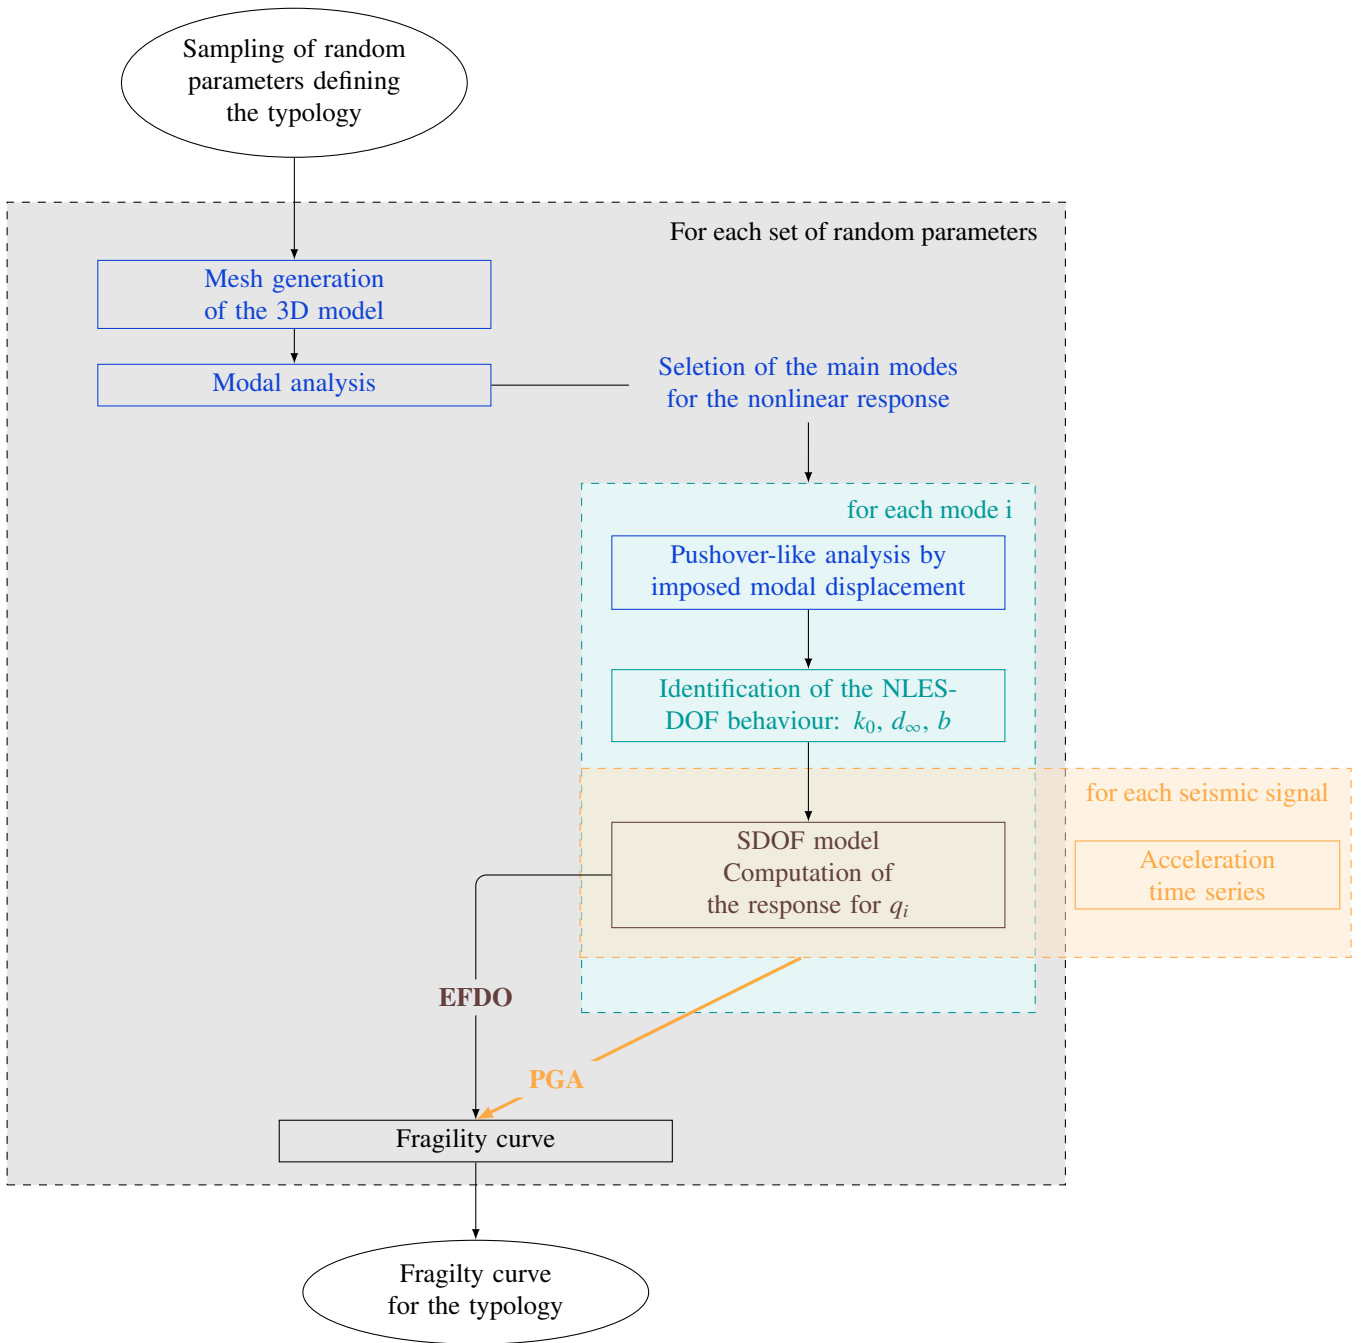 Sampling of random
parameters defining
the typology
For each set of random parameters
Mesh generation
of the 3D model
Modal analysis
Seletion of the main modes
for the nonlinear response
for each mode i
Pushover-like analysis by
imposed modal displacement
Identification of the NLES-
DOF behaviour: k₀, d∞, b
for each seismic signal
SDOF model
Computation of
the response for qᵢ
Acceleration
time series
EFDO
PGA
Fragility curve
Fragilty curve
for the typology